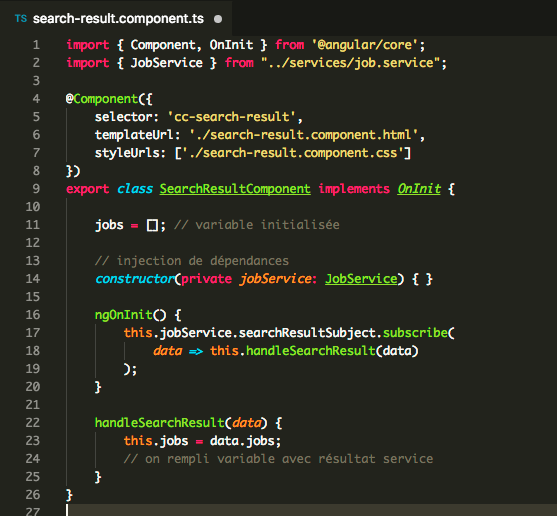 TS search-result.component.ts
1 import { Component, OnInit } from '@angular/core';
2 import { JobService } from "../services/job.service";
3
4 @Component({
5     selector: 'cc-search-result',
6     templateUrl: './search-result.component.html',
7     styleUrls: ['./search-result.component.css']
8 })
9 export class SearchResultComponent implements OnInit {
10
11     jobs = []; // variable initialisée
12
13     // injection de dépendances
14     constructor(private jobService: JobService) { }
15
16     ngOnInit() {
17         this.jobService.searchResultSubject.subscribe(
18             data => this.handleSearchResult(data)
19         );
20     }
21
22     handleSearchResult(data) {
23         this.jobs = data.jobs;
24         // on rempli variable avec résultat service
25     }
26 }
27